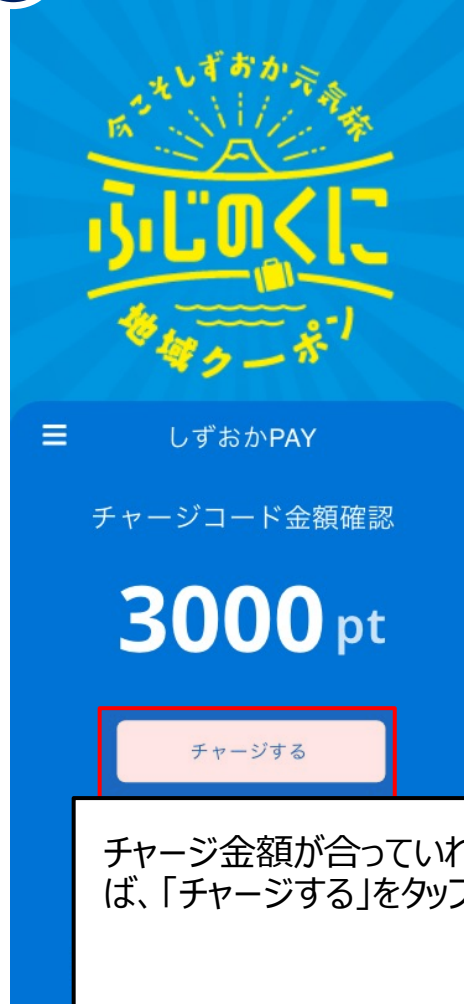 今こそしずおか元気旅
ふじのくに
地域クーポン
しずおかPAY
チャージコード金額確認
3000 pt
チャージする
チャージ金額が合っていれ
ば、「チャージする」をタップ